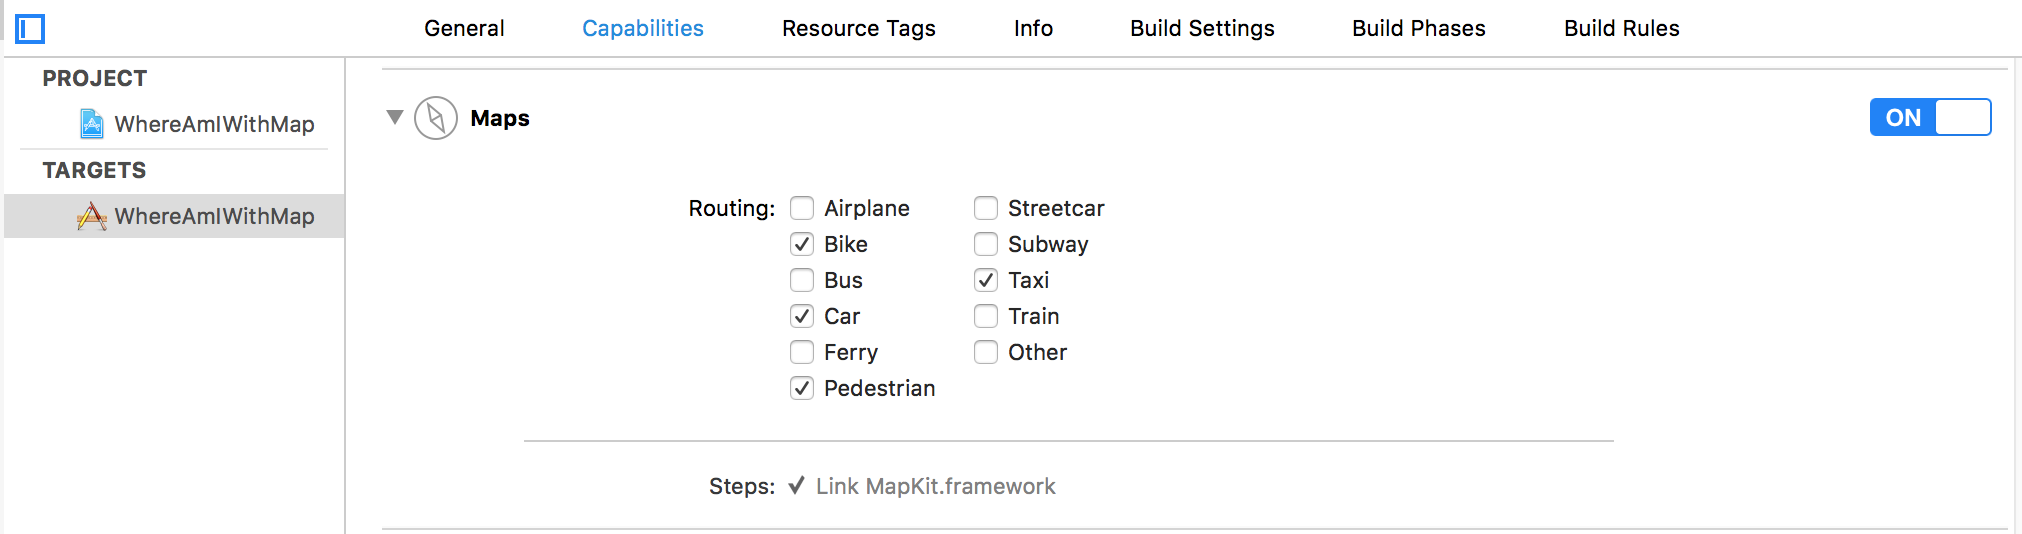 General Capabilities Resource Tags Info Build Settings Build Phases Build Rules
PROJECT
WhereAmIWithMap
TARGETS
WhereAmIWithMap
Maps
ON
Routing: Airplane Streetcar
Bike Subway
Bus Taxi
Car Train
Ferry Other
Pedestrian
Steps: Link MapKit.framework